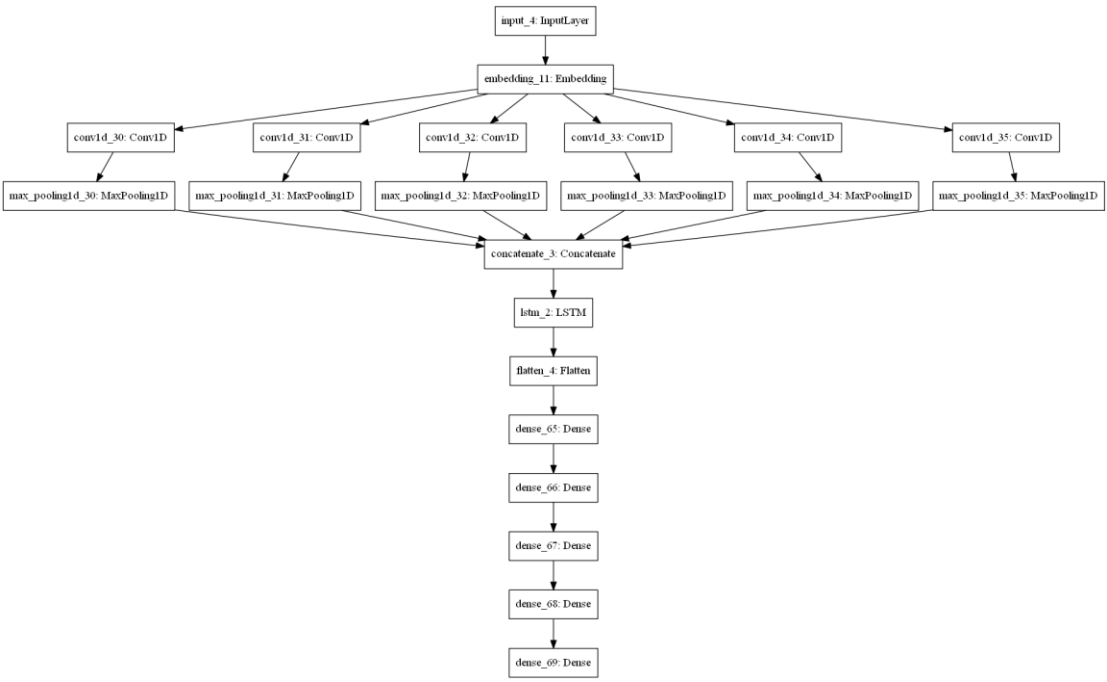 input_4: InputLayer
embedding_11: Embedding
conv1d_30: Conv1D
conv1d_31: Conv1D
conv1d_32: Conv1D
conv1d_33: Conv1D
conv1d_34: Conv1D
conv1d_35: Conv1D
max_pooling1d_30: MaxPooling1D
max_pooling1d_31: MaxPooling1D
max_pooling1d_32: MaxPooling1D
max_pooling1d_33: MaxPooling1D
max_pooling1d_34: MaxPooling1D
max_pooling1d_35: MaxPooling1D
concatenate_3: Concatenate
lstm_2: LSTM
flatten_4: Flatten
dense_65: Dense
dense_66: Dense
dense_67: Dense
dense_68: Dense
dense_69: Dense